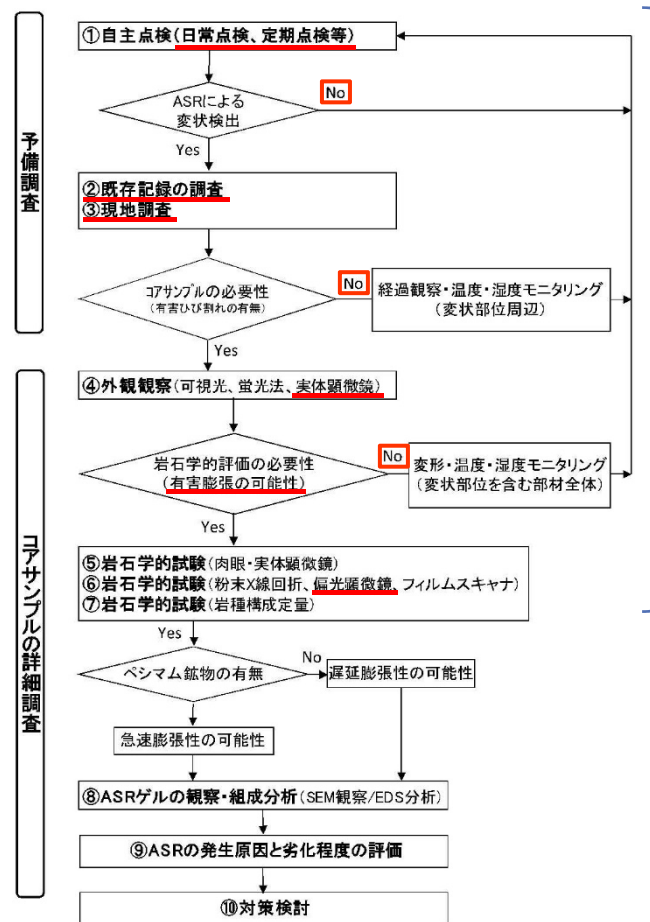 予備調査
①自主点検(日常点検、定期点検等)
ASRによる
変状検出
No
Yes
②既存記録の調査
③現地調査
コアサンプルの必要性
(有害ひび割れの有無)
No
経過観察・温度・湿度モニタリング
(変状部位周辺)
Yes
コアサンプルの詳細調査
④外観観察(可視光、蛍光法、実体顕微鏡)
岩石学的評価の必要性
(有害膨張の可能性)
No
変形・温度・湿度モニタリング
(変状部位を含む部材全体)
Yes
⑤岩石学的試験(肉眼・実体顕微鏡)
⑥岩石学的試験(粉末X線回折、偏光顕微鏡、フィルムスキャナ)
⑦岩石学的試験(岩種構成定量)
Yes
ペシマム鉱物の有無
No
遅延膨張性の可能性
急速膨張性の可能性
⑧ASRゲルの観察・組成分析(SEM観察/EDS分析)
⑨ASRの発生原因と劣化程度の評価
⑩対策検討